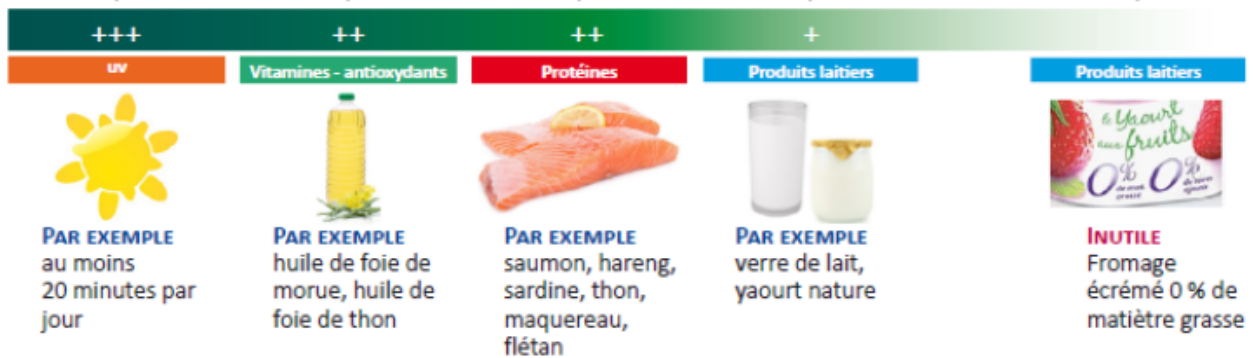 +++
++
++
+
UV
Vitamines - antioxydants
Protéines
Produits laitiers
Produits laitiers
le Yaourt
aux fruits
0% 0%
PAR EXEMPLE
au moins
20 minutes par
jour
PAR EXEMPLE
huile de foie de
morue, huile de
foie de thon
PAR EXEMPLE
saumon, hareng,
sardine, thon,
maquereau,
flétan
PAR EXEMPLE
verre de lait,
yaourt nature
INUTILE
Fromage
écrémé 0 % de
matiètre grasse